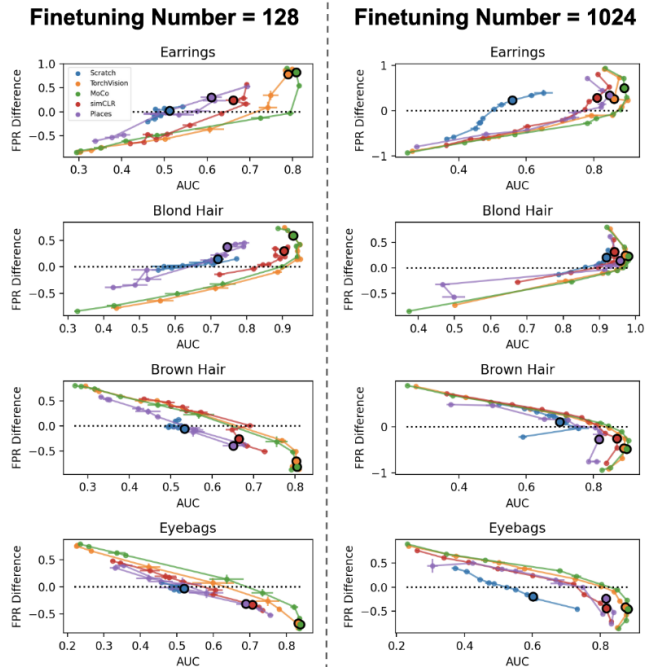 Finetuning Number = 128
Earrings
FPR Difference
1.0
0.5
0.0
−0.5
Scratch
TorchVision
MoCo
simCLR
Places
0.3 0.4 0.5 0.6 0.7 0.8
AUC
Blond Hair
FPR Difference
0.5
0.0
−0.5
0.3 0.4 0.5 0.6 0.7 0.8 0.9
AUC
Brown Hair
FPR Difference
0.5
0.0
−0.5
0.3 0.4 0.5 0.6 0.7 0.8
AUC
Eyebags
FPR Difference
0.5
0.0
−0.5
0.2 0.3 0.4 0.5 0.6 0.7 0.8
AUC
Finetuning Number = 1024
Earrings
FPR Difference
1
0
−1
0.4 0.6 0.8
AUC
Blond Hair
FPR Difference
0.5
0.0
−0.5
0.4 0.5 0.6 0.7 0.8 0.9 1.0
AUC
Brown Hair
FPR Difference
0
−1
0.4 0.6 0.8
AUC
Eyebags
FPR Difference
0.5
0.0
−0.5
0.2 0.4 0.6 0.8
AUC